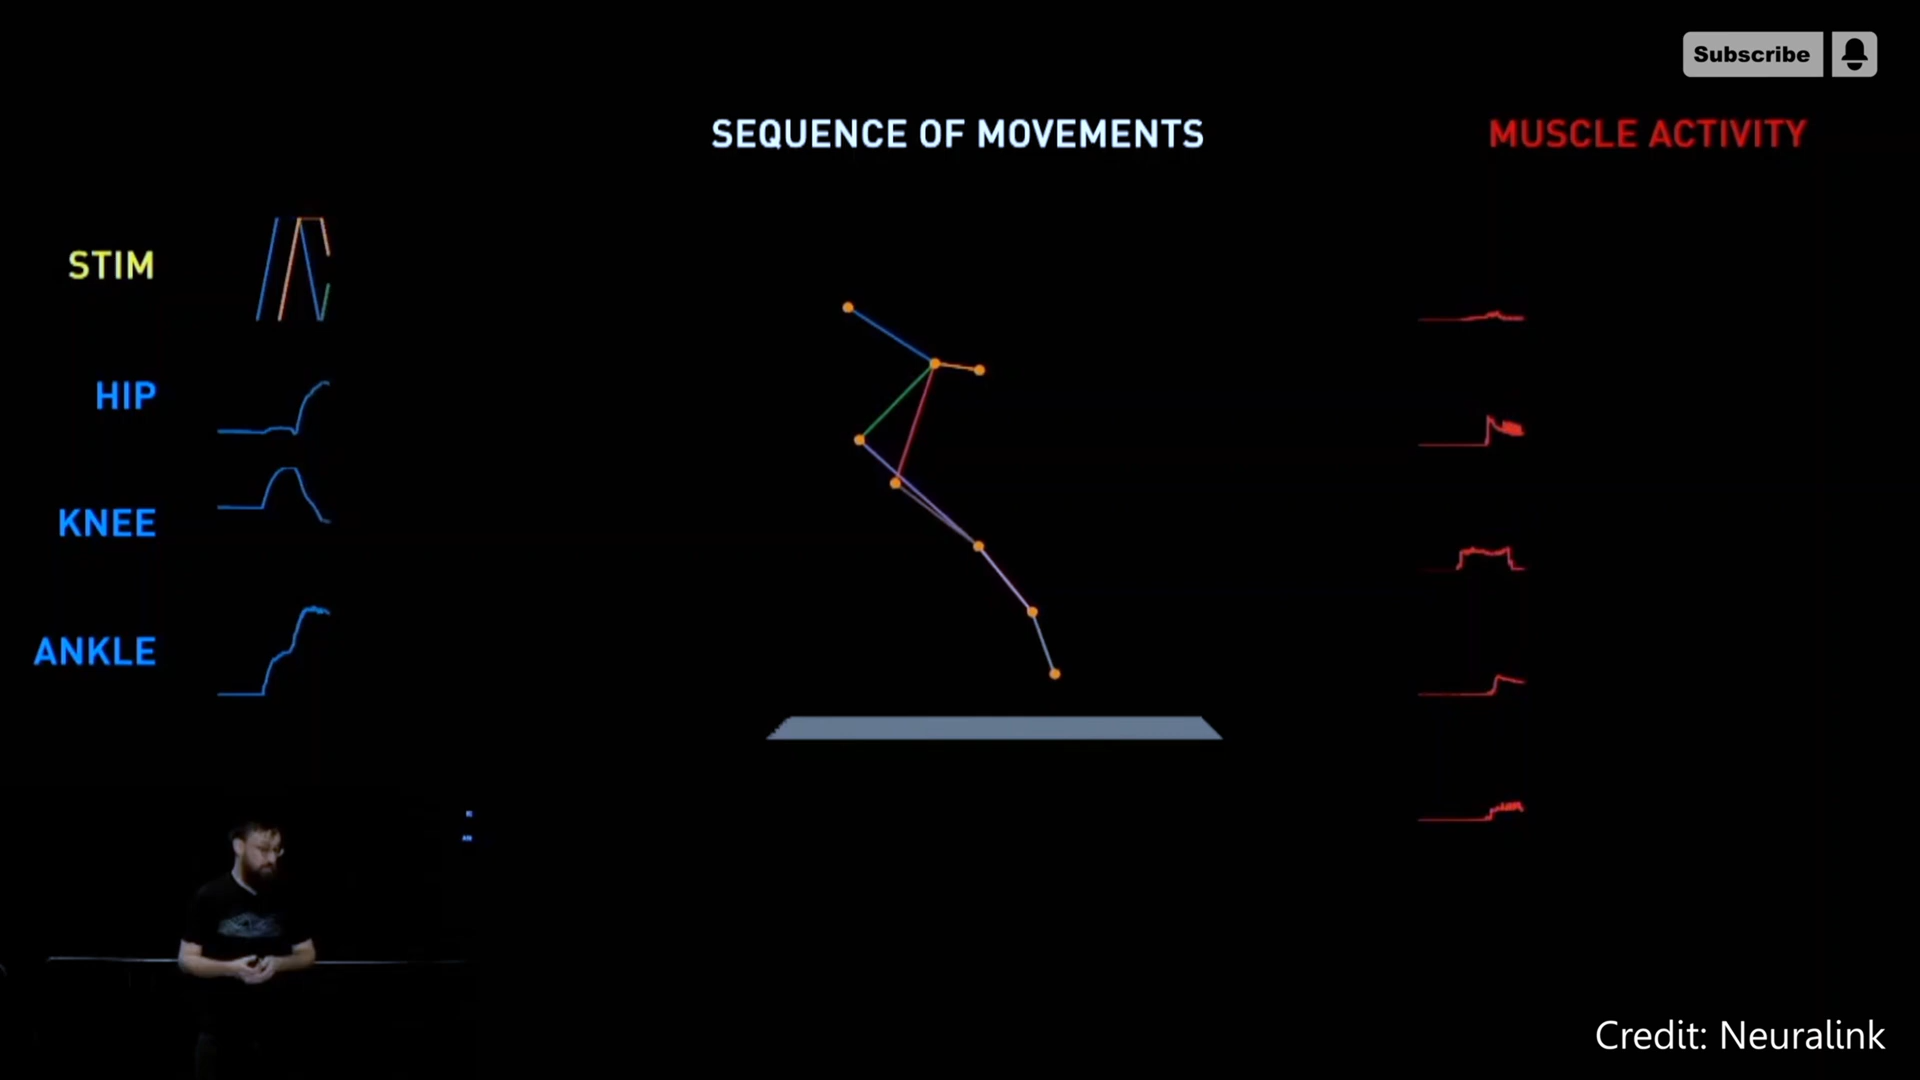 Subscribe
SEQUENCE OF MOVEMENTS
MUSCLE ACTIVITY
STIM
HIP
KNEE
ANKLE
Credit: Neuralink